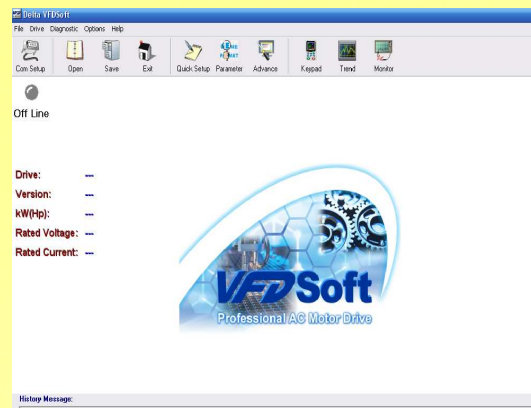 Delta VFDSoft
File Drive Diagnostic Options Help
Com Setup Open Save Exit Quick Setup Parameter Advance Keypad Trend Monitor
Off Line
Drive: ---
Version: ---
kW(Hp): ---
Rated Voltage: ---
Rated Current: ---
VFDSoft
Professional AC Motor Drive
History Message: